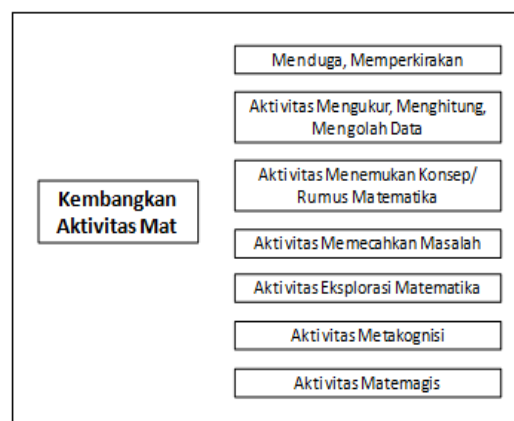 Menduga, Memperkirakan
Aktivitas Mengukur, Menghitung,
Mengolah Data
Aktivitas Menemukan Konsep/
Rumus Matematika
Kembangkan
Aktivitas Mat
Aktivitas Memecahkan Masalah
Aktivitas Eksplorasi Matematika
Aktivitas Metakognisi
Aktivitas Matemagis